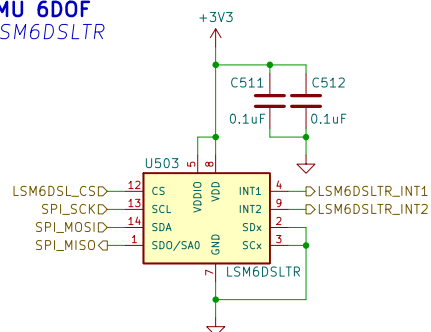 MU 6DOF
SM6DSLTR
+3V3
C511
C512
0.1uF
0.1uF
U503
5
8
VDDIO
VDD
LSM6DSL_CS
12
CS
INT1
4
LSM6DSLTR_INT1
SPI_SCK
13
SCL
INT2
9
LSM6DSLTR_INT2
SPI_MOSI
14
SDA
SDx
2
SPI_MISO
1
SDO/SA0
SCx
3
GND
7
LSM6DSLTR